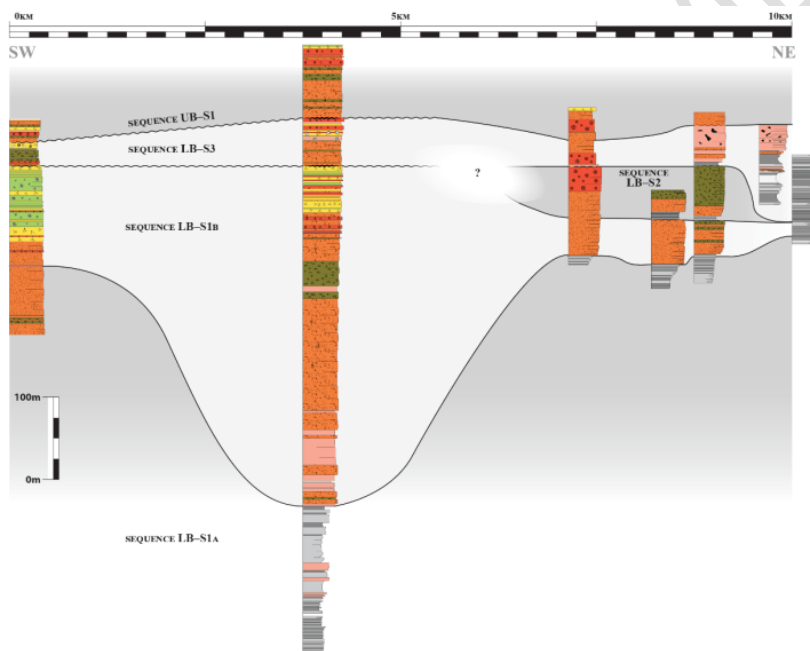 0KM 5KM 10KM
SW NE
SEQUENCE UB–S1
SEQUENCE LB–S3
?
SEQUENCE
LB–S2
SEQUENCE LB–S1B
100m
0m
SEQUENCE LB–S1A